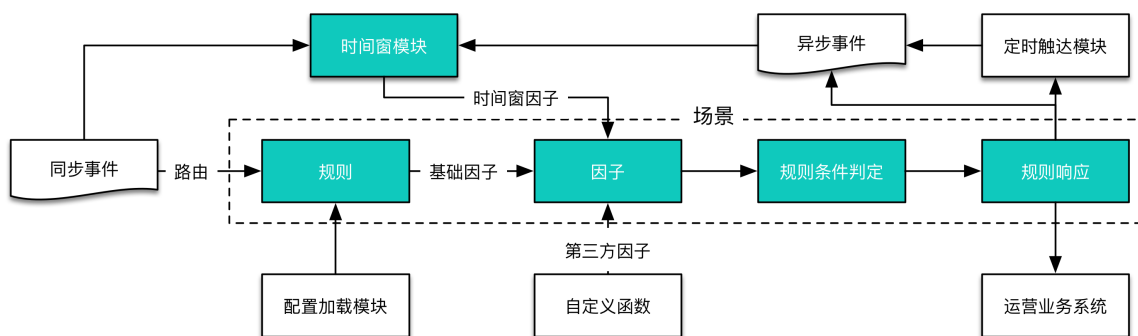 时间窗模块
异步事件
定时触达模块
时间窗因子
场景
同步事件
路由
规则
基础因子
因子
规则条件判定
规则响应
第三方因子
配置加载模块
自定义函数
运营业务系统